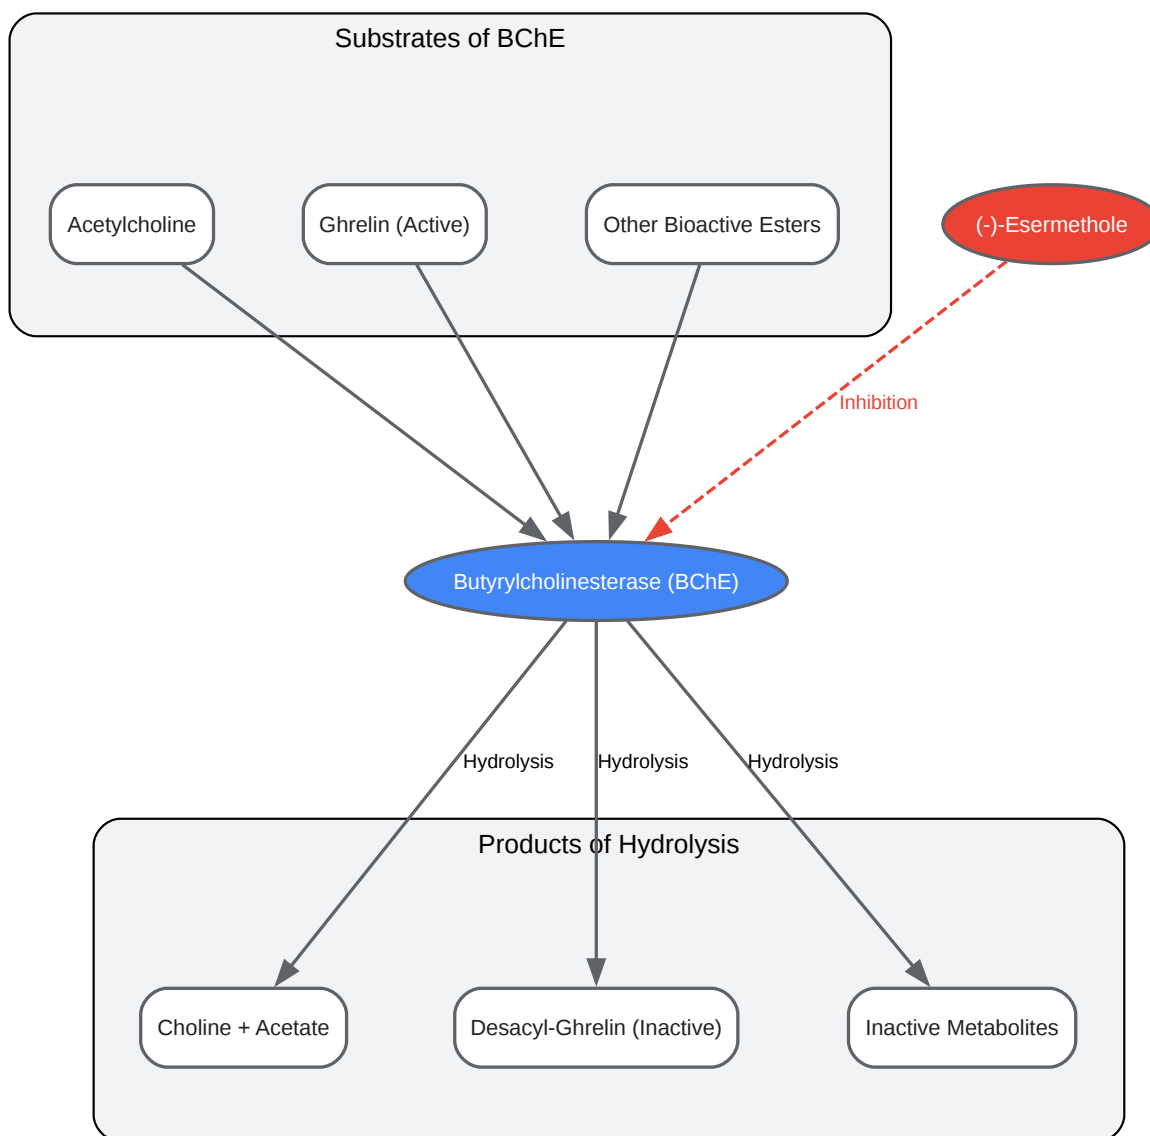 Substrates of BChE
Acetylcholine
Ghrelin (Active)
Other Bioactive Esters
(-)-Esermethole
Inhibition
Butyrylcholinesterase (BChE)
Hydrolysis
Hydrolysis
Hydrolysis
Products of Hydrolysis
Choline + Acetate
Desacyl-Ghrelin (Inactive)
Inactive Metabolites